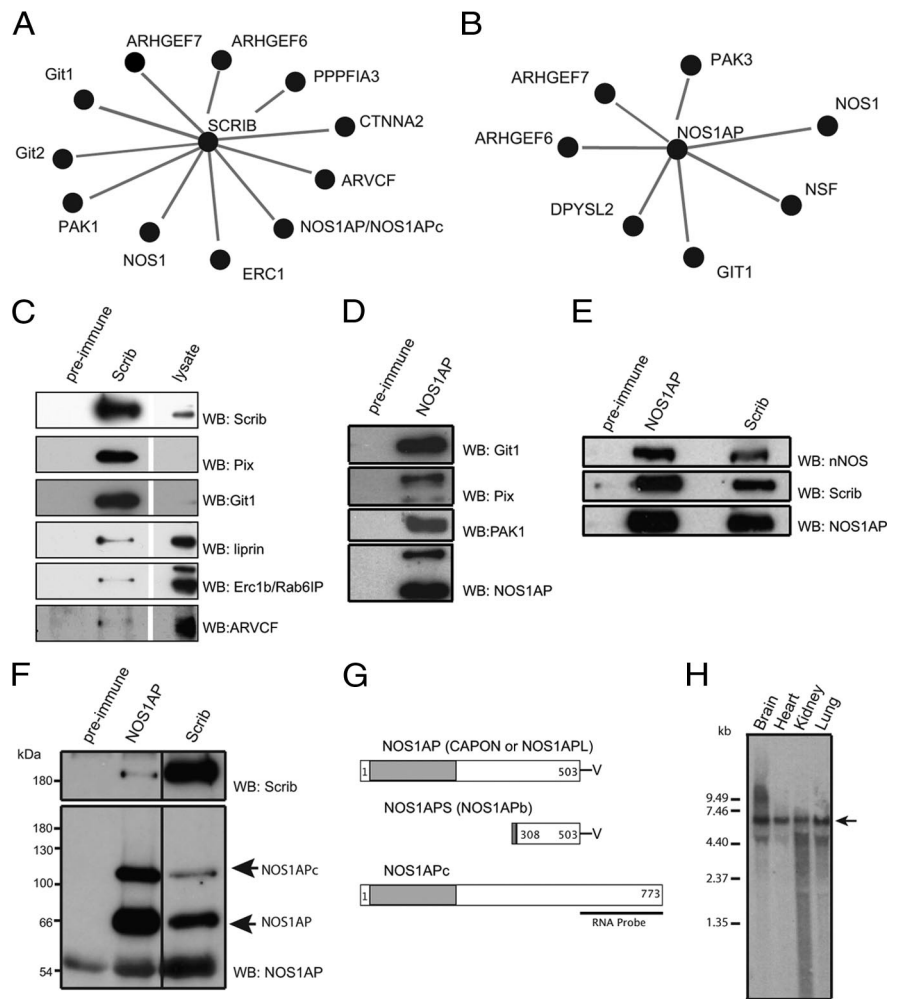 A
ARHGEF7
ARHGEF6
Git1
PPPFIA3
SCRIB
CTNNA2
Git2
ARVCF
PAK1
NOS1AP/NOS1APc
NOS1
ERC1
B
PAK3
ARHGEF7
NOS1
NOS1AP
ARHGEF6
NSF
DPYSL2
GIT1
C
pre-immune
Scrib
lysate
WB: Scrib
WB: Pix
WB:Git1
WB: liprin
WB: Erc1b/Rab6IP
WB:ARVCF
D
pre-immune
NOS1AP
WB: Git1
WB: Pix
WB:PAK1
WB: NOS1AP
E
pre-immune
NOS1AP
Scrib
WB: nNOS
WB: Scrib
WB: NOS1AP
F
pre-immune
NOS1AP
Scrib
kDa
180
WB: Scrib
180
130
NOS1APc
100
66
NOS1AP
54
WB: NOS1AP
G
NOS1AP (CAPON or NOS1APL)
1 503 V
NOS1APS (NOS1APb)
308 503 V
NOS1APc
1 773
RNA Probe
H
Brain
Heart
Kidney
Lung
kb
9.49
7.46
4.40
2.37
1.35